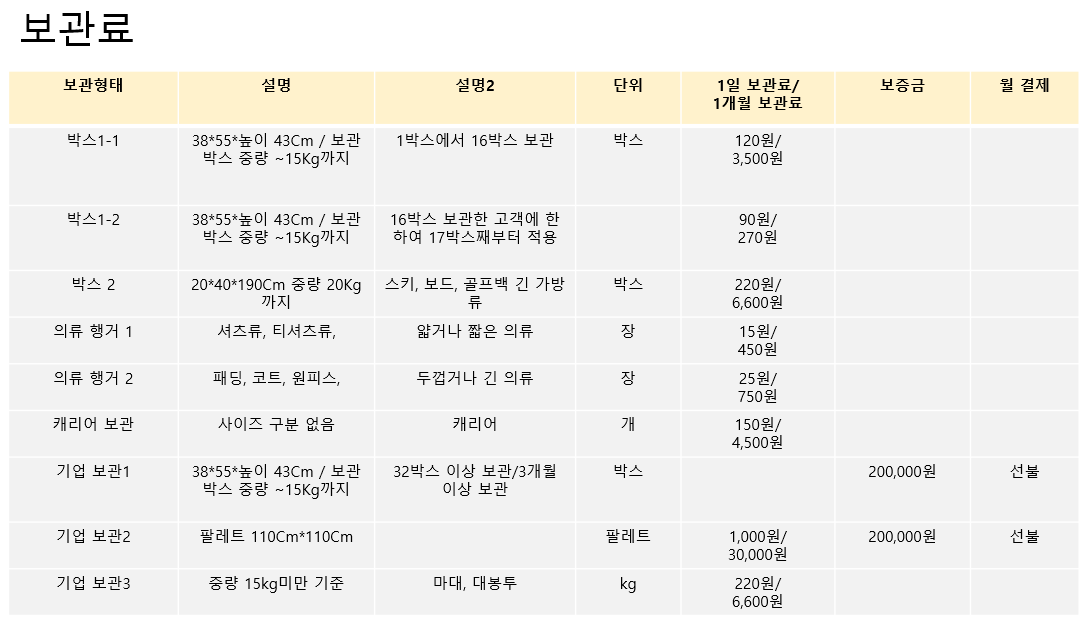 보관료
보관형태 설명 설명2 단위 1일 보관료/ 보증금 월 결제
1개월 보관료
박스1-1 38*55*높이 43Cm / 보관 1박스에서 16박스 보관 박스 120원/
박스 중량 ~15Kg까지 3,500원
박스1-2 38*55*높이 43Cm / 보관 16박스 보관한 고객에 한 90원/
박스 중량 ~15Kg까지 하여 17박스째부터 적용 270원
박스 2 20*40*190Cm 중량 20Kg 스키, 보드, 골프백 긴 가방 박스 220원/
까지 류 6,600원
의류 행거 1 셔츠류, 티셔츠류, 얇거나 짧은 의류 장 15원/
450원
의류 행거 2 패딩, 코트, 원피스, 두껍거나 긴 의류 장 25원/
750원
캐리어 보관 사이즈 구분 없음 캐리어 개 150원/
4,500원
기업 보관1 38*55*높이 43Cm / 보관 32박스 이상 보관/3개월 박스 200,000원 선불
박스 중량 ~15Kg까지 이상 보관
기업 보관2 팔레트 110Cm*110Cm 팔레트 1,000원/ 200,000원 선불
30,000원
기업 보관3 중량 15kg미만 기준 마대, 대봉투 kg 220원/
6,600원